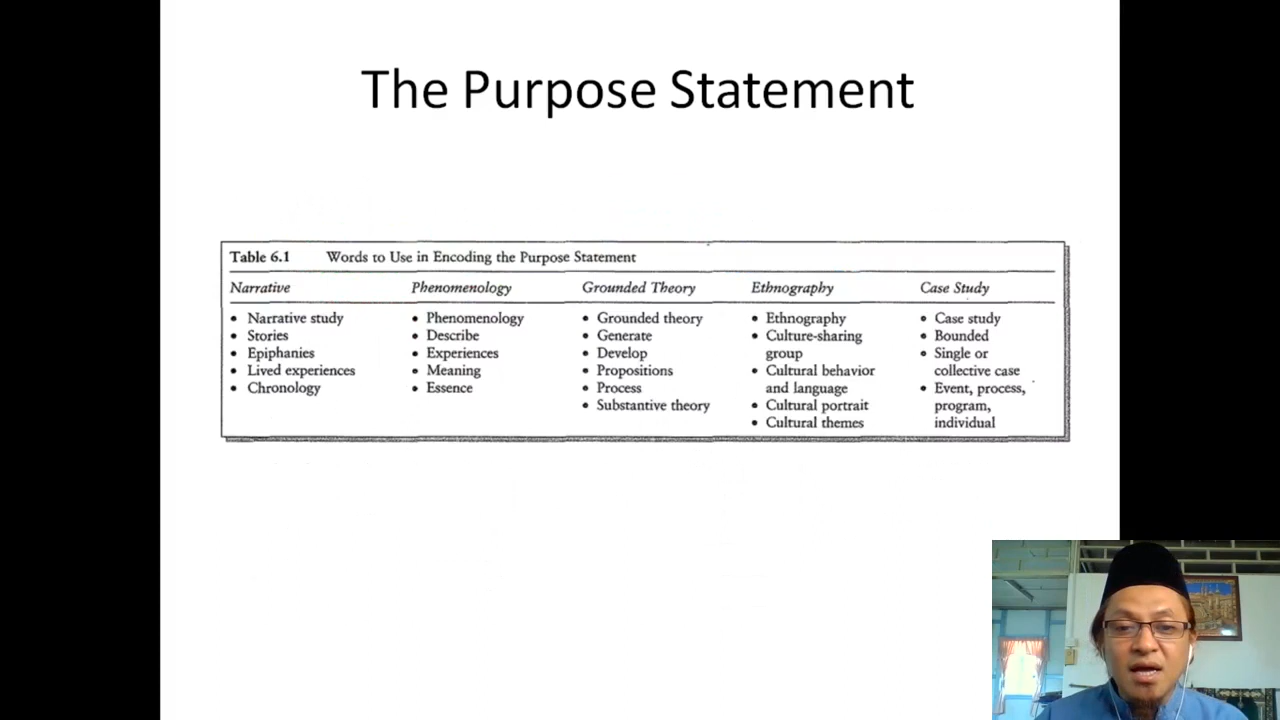 The Purpose Statement
Table 6.1 Words to Use in Encoding the Purpose Statement
Narrative Phenomenology Grounded Theory Ethnography Case Study
• Narrative study • Phenomenology • Grounded theory • Ethnography • Case study
• Stories • Describe • Generate • Culture-sharing • Bounded
• Epiphanies • Experiences • Develop group • Single or
• Lived experiences • Meaning • Propositions • Cultural behavior collective case
• Chronology • Essence • Process and language • Event, process,
• Substantive theory • Cultural portrait program,
• Cultural themes individual